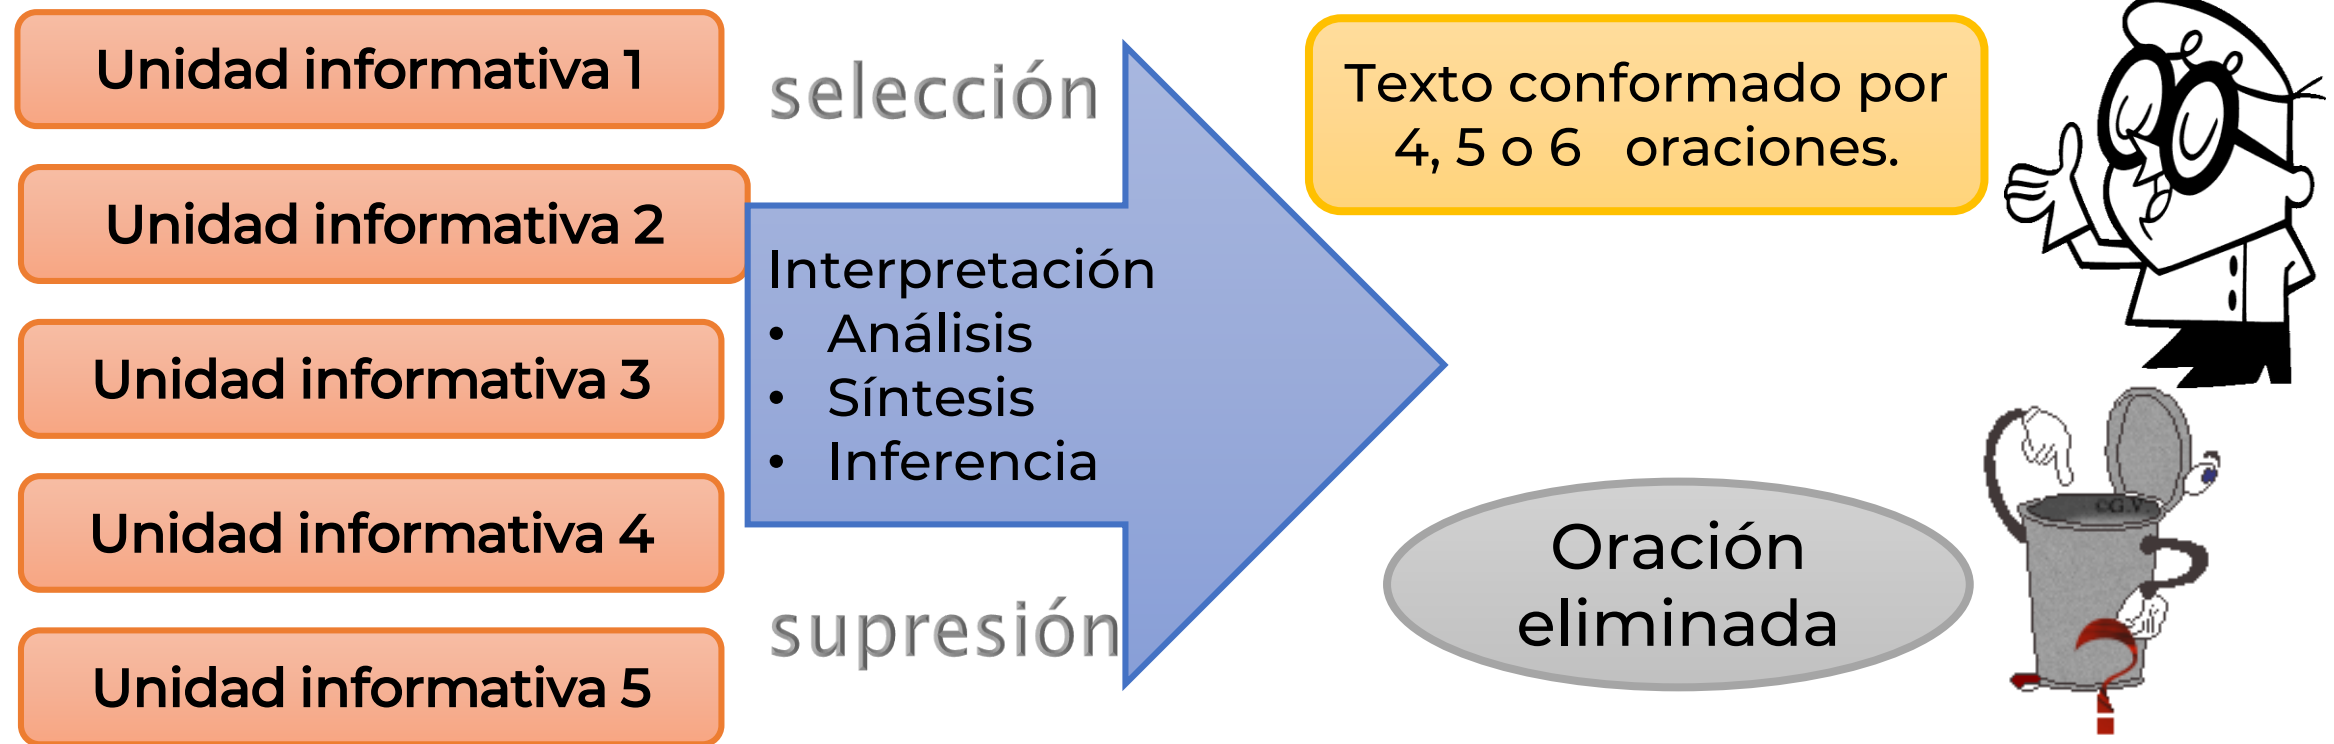 Unidad informativa 1
Unidad informativa 2
Unidad informativa 3
Unidad informativa 4
Unidad informativa 5
selección
Interpretación
• Análisis
• Síntesis
• Inferencia
supresión
Texto conformado por
4, 5 o 6 oraciones.
Oración
eliminada
cG.V.
?